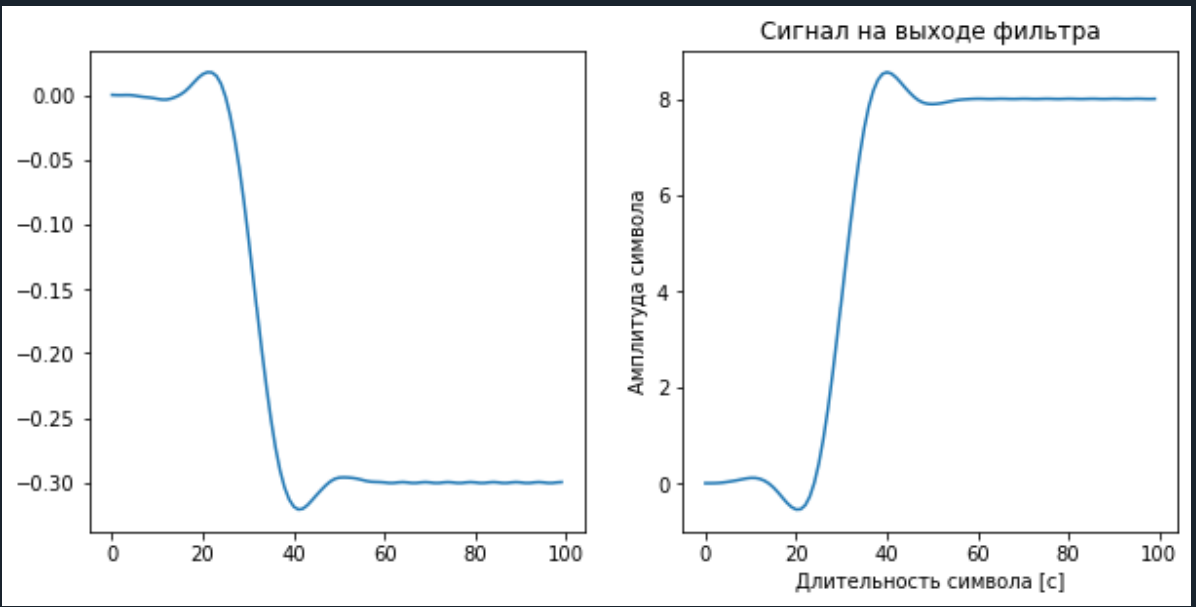 Сигнал на выходе фильтра
0.00
−0.05
−0.10
−0.15
−0.20
−0.25
−0.30
0 20 40 60 80 100
Амплитуда символа
8
6
4
2
0
0 20 40 60 80 100
Длительность символа [с]